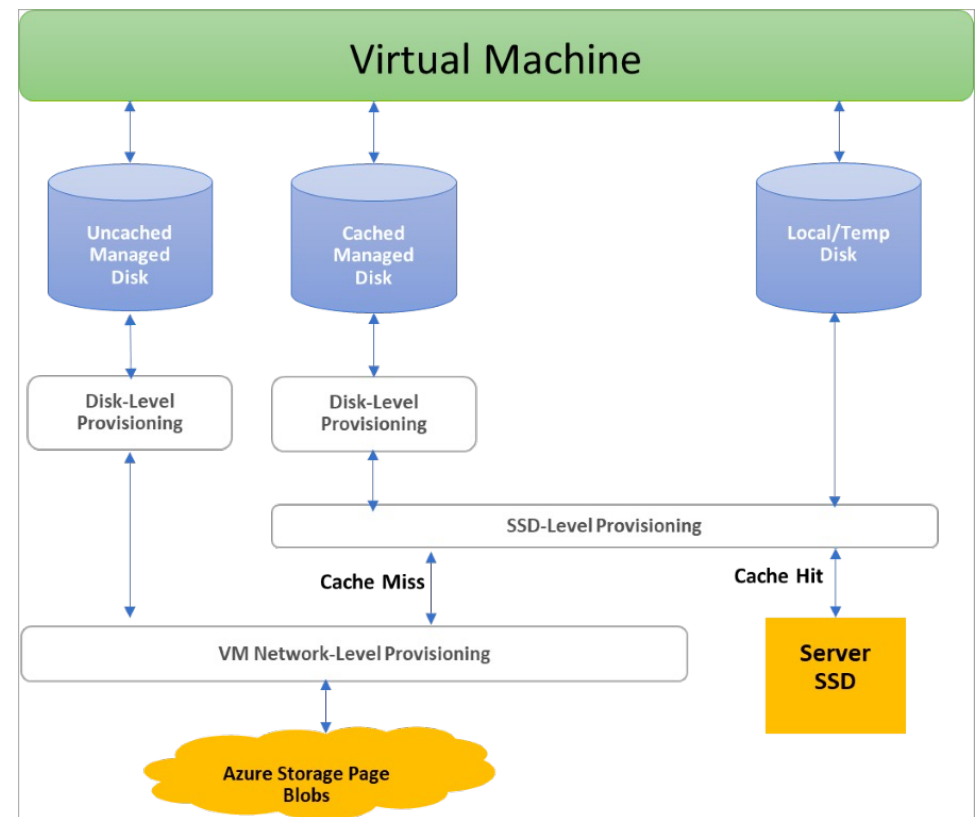 Virtual Machine
Uncached
Managed
Disk
Cached
Managed
Disk
Local/Temp
Disk
Disk-Level
Provisioning
Disk-Level
Provisioning
SSD-Level Provisioning
Cache Miss
Cache Hit
VM Network-Level Provisioning
Server
SSD
Azure Storage Page
Blobs